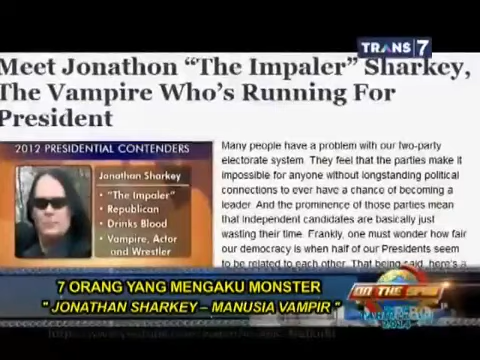 TRANS7
Meet Jonathon “The Impaler” Sharkey,
The Vampire Who’s Running For
President
2012 PRESIDENTIAL CONTENDERS
Jonathan Sharkey
• “The Impaler”
• Republican
• Drinks Blood
• Vampire, Actor
and Wrestler
Many people have a problem with our two-party
electorate system. They feel that the parties make it
impossible for anyone without longstanding political
connections to ever have a chance of becoming a
leader. And the prominence of those parties mean
that independent candidates are basically just
wasting their time. Frankly, one must wonder how fair
our democracy is when half of our Presidents seem
to be related to each other. That being said, here's a
7 ORANG YANG MENGAKU MONSTER
" JONATHAN SHARKEY – MANUSIA VAMPIR "
ON THE SPOT